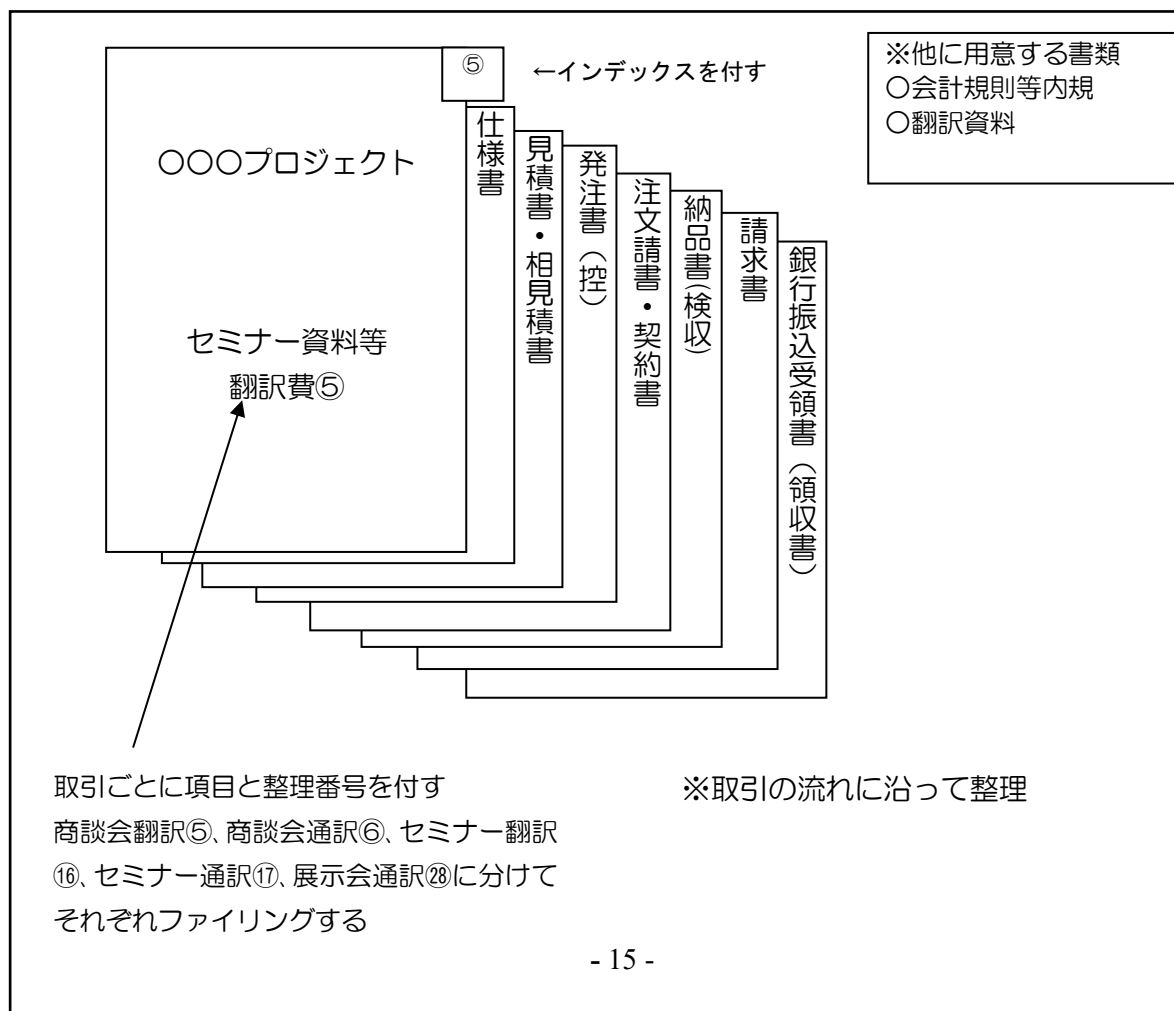 ⑤
←インデックスを付す
※他に用意する書類
○会計規則等内規
○翻訳資料
○○○プロジェクト
セミナー資料等
翻訳費⑤
仕様書
見積書・相見積書
発注書（控）
注文請書・契約書
納品書(検収)
請求書
銀行振込受領書（領収書）
取引ごとに項目と整理番号を付す
商談会翻訳⑤、商談会通訳⑥、セミナー翻訳
⑯、セミナー通訳⑰、展示会通訳㉘に分けて
それぞれファイリングする
※取引の流れに沿って整理
- 15 -